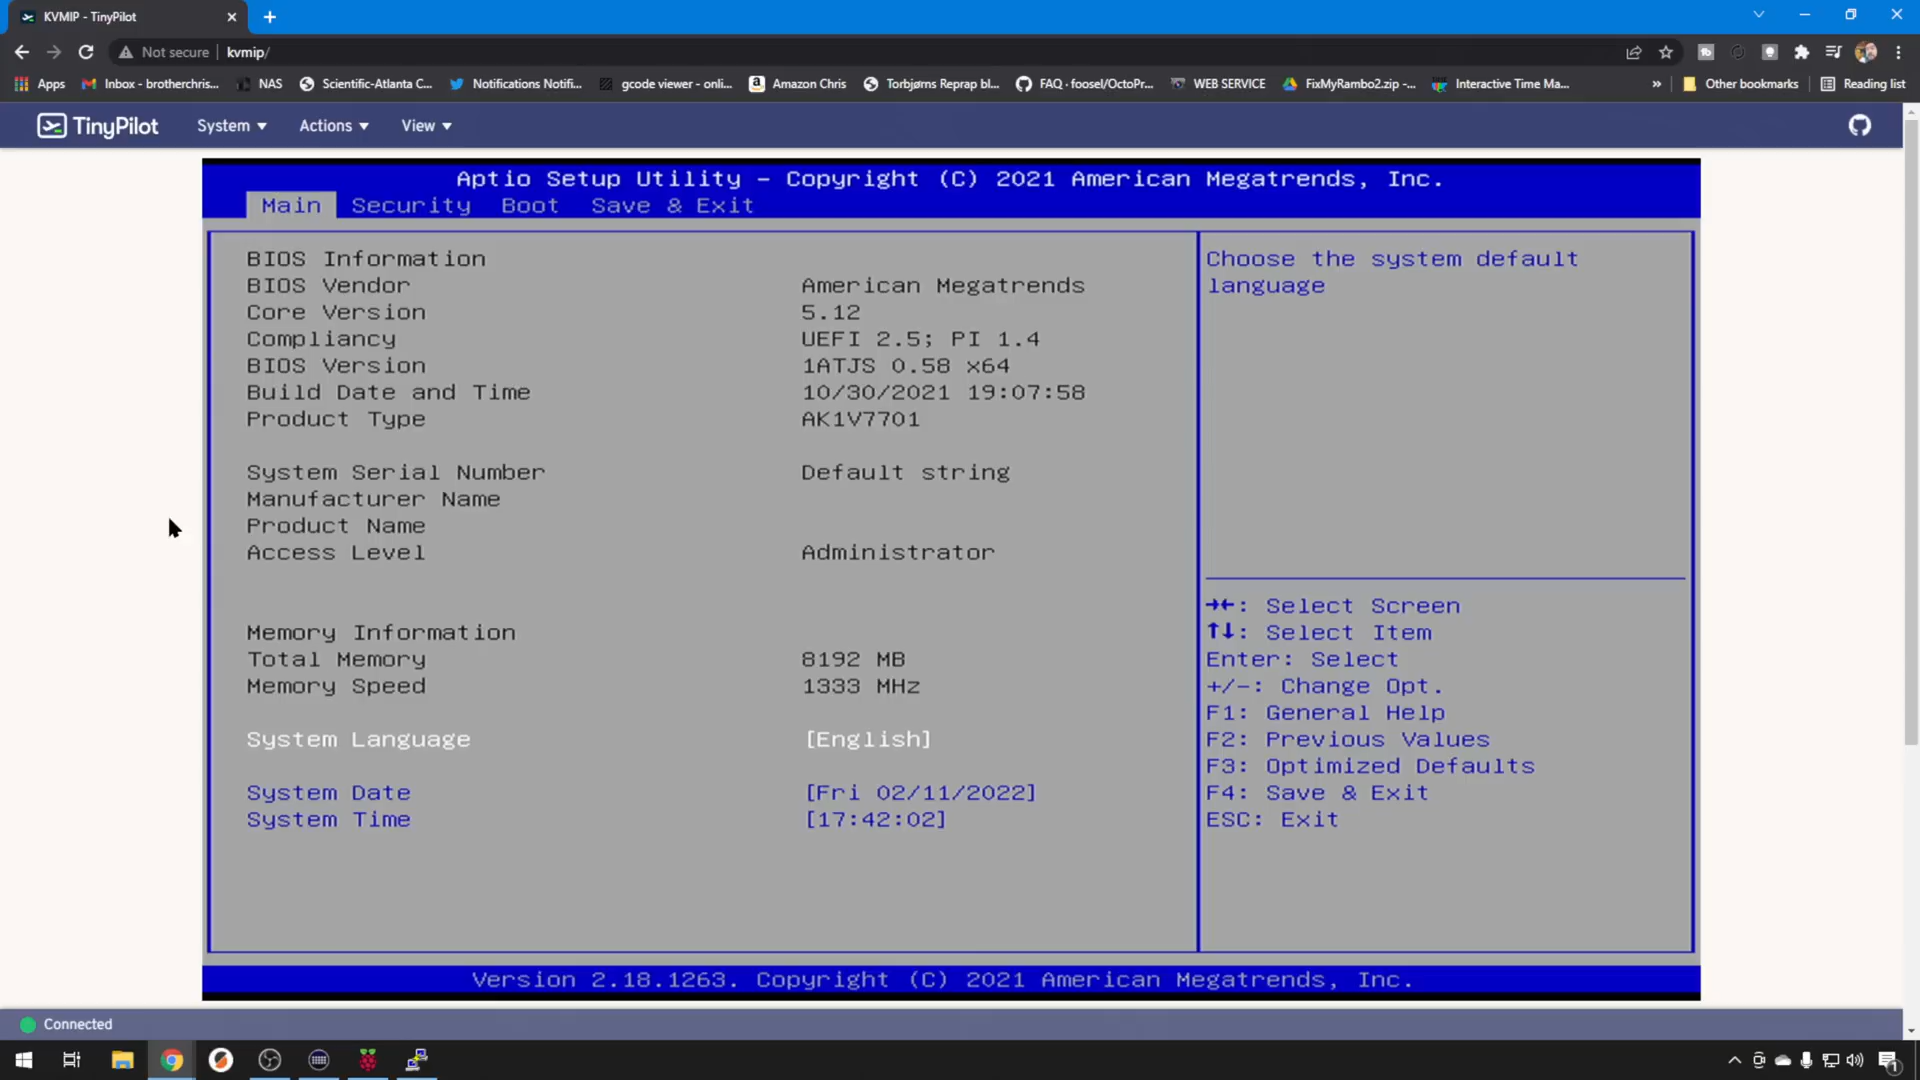 KVMIP - TinyPilot
Not secure kvmip/
Apps Inbox - brotherchris... NAS Scientific-Atlanta C... Notifications Notifi... gcode viewer - onli... Amazon Chris Torbjørns Reprap bl... FAQ · foosel/OctoPr... WEB SERVICE FixMyRambo2.zip -... Interactive Time Ma... » Other bookmarks Reading list
TinyPilot System Actions View
Aptio Setup Utility – Copyright (C) 2021 American Megatrends, Inc.
Main Security Boot Save & Exit
BIOS Information
BIOS Vendor American Megatrends
Core Version 5.12
Compliancy UEFI 2.5; PI 1.4
BIOS Version 1ATJS 0.58 x64
Build Date and Time 10/30/2021 19:07:58
Product Type AK1V7701
System Serial Number Default string
Manufacturer Name
Product Name
Access Level Administrator
Memory Information
Total Memory 8192 MB
Memory Speed 1333 MHz
System Language [English]
System Date [Fri 02/11/2022]
System Time [17:42:02]
Choose the system default
language
→←: Select Screen
↑↓: Select Item
Enter: Select
+/-: Change Opt.
F1: General Help
F2: Previous Values
F3: Optimized Defaults
F4: Save & Exit
ESC: Exit
Version 2.18.1263. Copyright (C) 2021 American Megatrends, Inc.
Connected
1